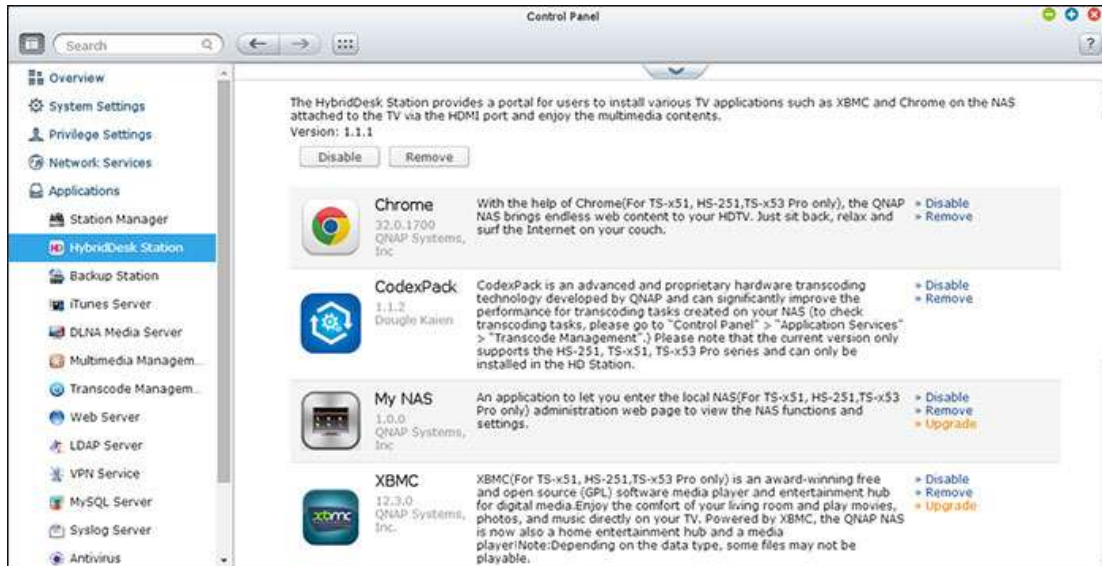 Control Panel
Search
?
Overview
System Settings
Privilege Settings
Network Services
Applications
Station Manager
HD HybridDesk Station
Backup Station
iTunes Server
DLNA Media Server
Multimedia Managem...
Transcode Managem...
Web Server
LDAP Server
VPN Service
MySQL Server
Syslog Server
Antivirus
The HybridDesk Station provides a portal for users to install various TV applications such as XBMC and Chrome on the NAS
attached to the TV via the HDMI port and enjoy the multimedia contents.
Version: 1.1.1
Disable Remove
Chrome
32.0.1700
QNAP Systems,
Inc
With the help of Chrome(For TS-x51, HS-251,TS-x53 Pro only), the QNAP
NAS brings endless web content to your HDTV. Just sit back, relax and
surf the Internet on your couch.
» Disable
» Remove
CodexPack
1.1.2
Dougle Kaien
CodexPack is an advanced and proprietary hardware transcoding
technology developed by QNAP and can significantly improve the
performance for transcoding tasks created on your NAS (to check
transcoding tasks, please go to "Control Panel" > "Application Services"
> "Transcode Management".) Please note that the current version only
supports the HS-251, TS-x51, TS-x53 Pro series and can only be
installed in the HD Station.
» Disable
» Remove
My NAS
1.0.0
QNAP Systems,
Inc
An application to let you enter the local NAS(For TS-x51, HS-251,TS-x53
Pro only) administration web page to view the NAS functions and
settings.
» Disable
» Remove
» Upgrade
xbmc
XBMC
12.3.0
QNAP Systems,
Inc.
XBMC(For TS-x51, HS-251,TS-x53 Pro only) is an award-winning free
and open source (GPL) software media player and entertainment hub
for digital media.Enjoy the comfort of your living room and play movies,
photos, and music directly on your TV. Powered by XBMC, the QNAP NAS
is now also a home entertainment hub and a media
player!Note:Depending on the data type, some files may not be
playable.
» Disable
» Remove
» Upgrade